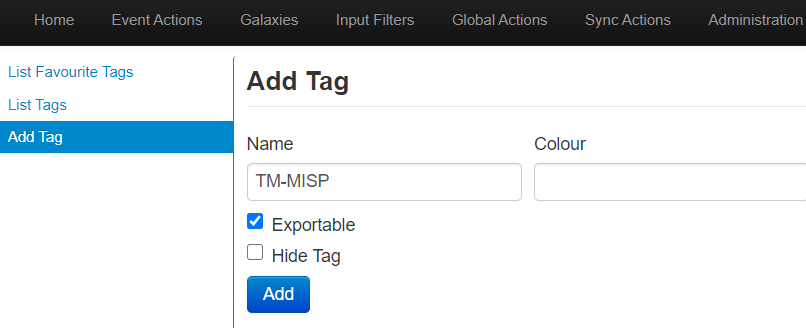 Home Event Actions Galaxies Input Filters Global Actions Sync Actions Administration
List Favourite Tags
List Tags
Add Tag
Add Tag
Name Colour
TM-MISP
Exportable
Hide Tag
Add